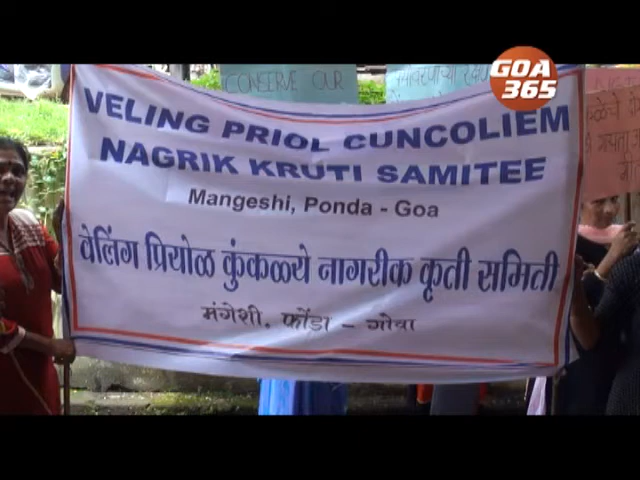 GOA
365
CONSERVE OUR
VELING PRIOL CUNCOLIEM
NAGRIK KRUTI SAMITEE
Mangeshi, Ponda - Goa
वेलिंग प्रियोळ कुंकळ्ये नागरीक कृती समिती
मंगेशी. फोंडा - गोवा